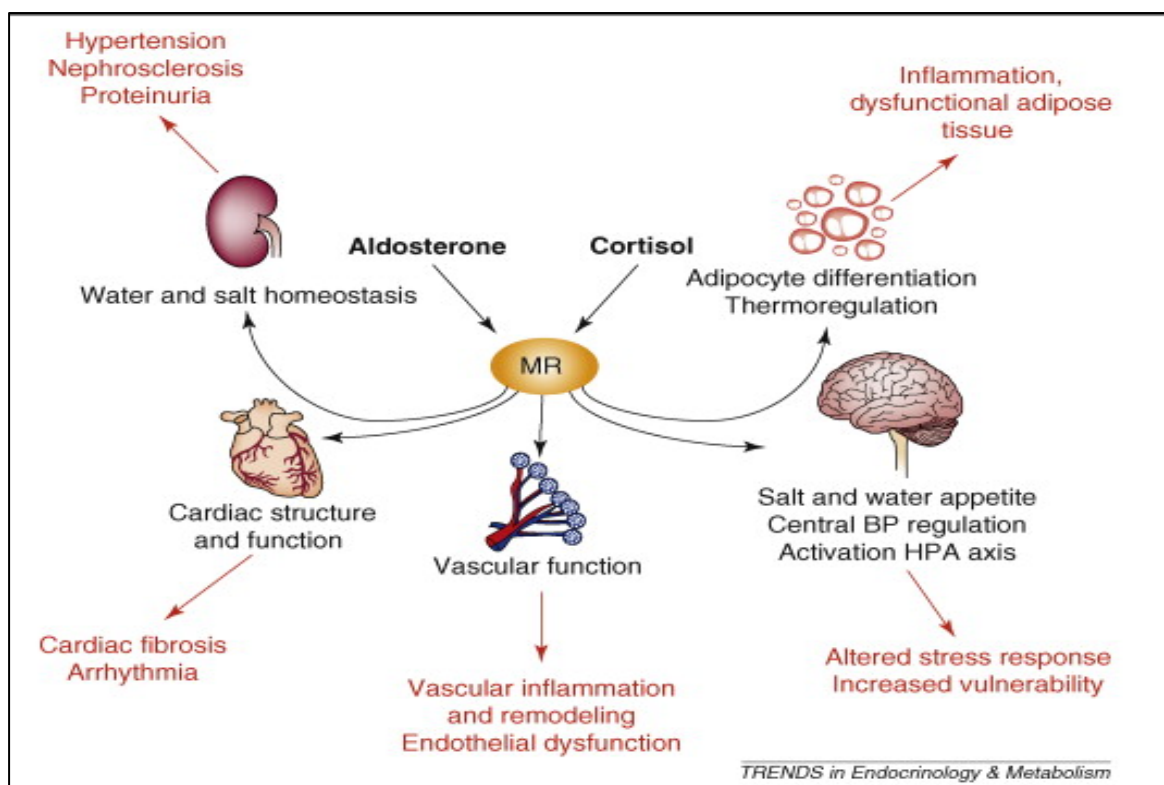 Hypertension
Nephrosclerosis
Proteinuria
Inflammation,
dysfunctional adipose
tissue
Aldosterone
Cortisol
Water and salt homeostasis
Adipocyte differentiation
Thermoregulation
MR
Cardiac structure
and function
Vascular function
Salt and water appetite
Central BP regulation
Activation HPA axis
Cardiac fibrosis
Arrhythmia
Vascular inflammation
and remodeling
Endothelial dysfunction
Altered stress response
Increased vulnerability
TRENDS in Endocrinology & Metabolism